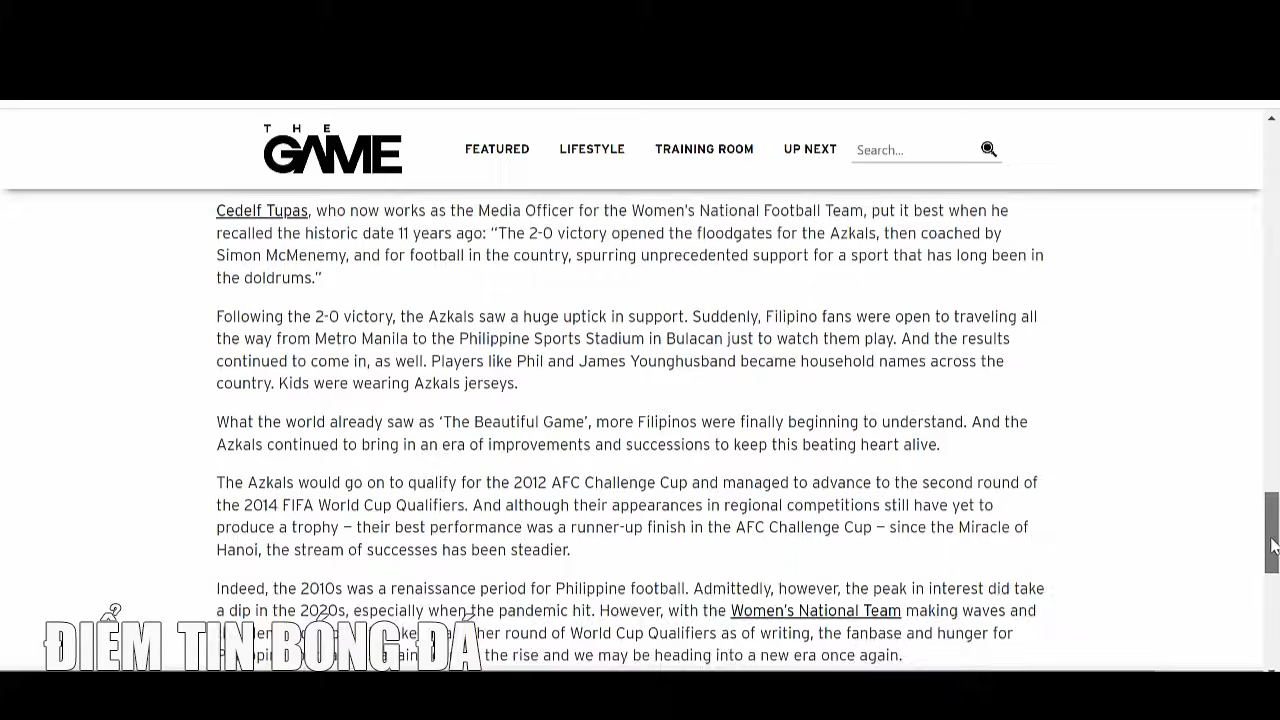 THE
GAME
FEATURED LIFESTYLE TRAINING ROOM UP NEXT Search...
Cedelf Tupas, who now works as the Media Officer for the Women's National Football Team, put it best when he
recalled the historic date 11 years ago: “The 2-0 victory opened the floodgates for the Azkals, then coached by
Simon McMenemy, and for football in the country, spurring unprecedented support for a sport that has long been in
the doldrums.”
Following the 2-0 victory, the Azkals saw a huge uptick in support. Suddenly, Filipino fans were open to traveling all
the way from Metro Manila to the Philippine Sports Stadium in Bulacan just to watch them play. And the results
continued to come in, as well. Players like Phil and James Younghusband became household names across the
country. Kids were wearing Azkals jerseys.
What the world already saw as ‘The Beautiful Game’, more Filipinos were finally beginning to understand. And the
Azkals continued to bring in an era of improvements and successions to keep this beating heart alive.
The Azkals would go on to qualify for the 2012 AFC Challenge Cup and managed to advance to the second round of
the 2014 FIFA World Cup Qualifiers. And although their appearances in regional competitions still have yet to
produce a trophy – their best performance was a runner-up finish in the AFC Challenge Cup – since the Miracle of
Hanoi, the stream of successes has been steadier.
Indeed, the 2010s was a renaissance period for Philippine football. Admittedly, however, the peak in interest did take
a dip in the 2020s, especially when the pandemic hit. However, with the Women's National Team making waves and
round of World Cup Qualifiers as of writing, the fanbase and hunger for
the rise and we may be heading into a new era once again.
ĐIỂM TIN BÓNG ĐÁ